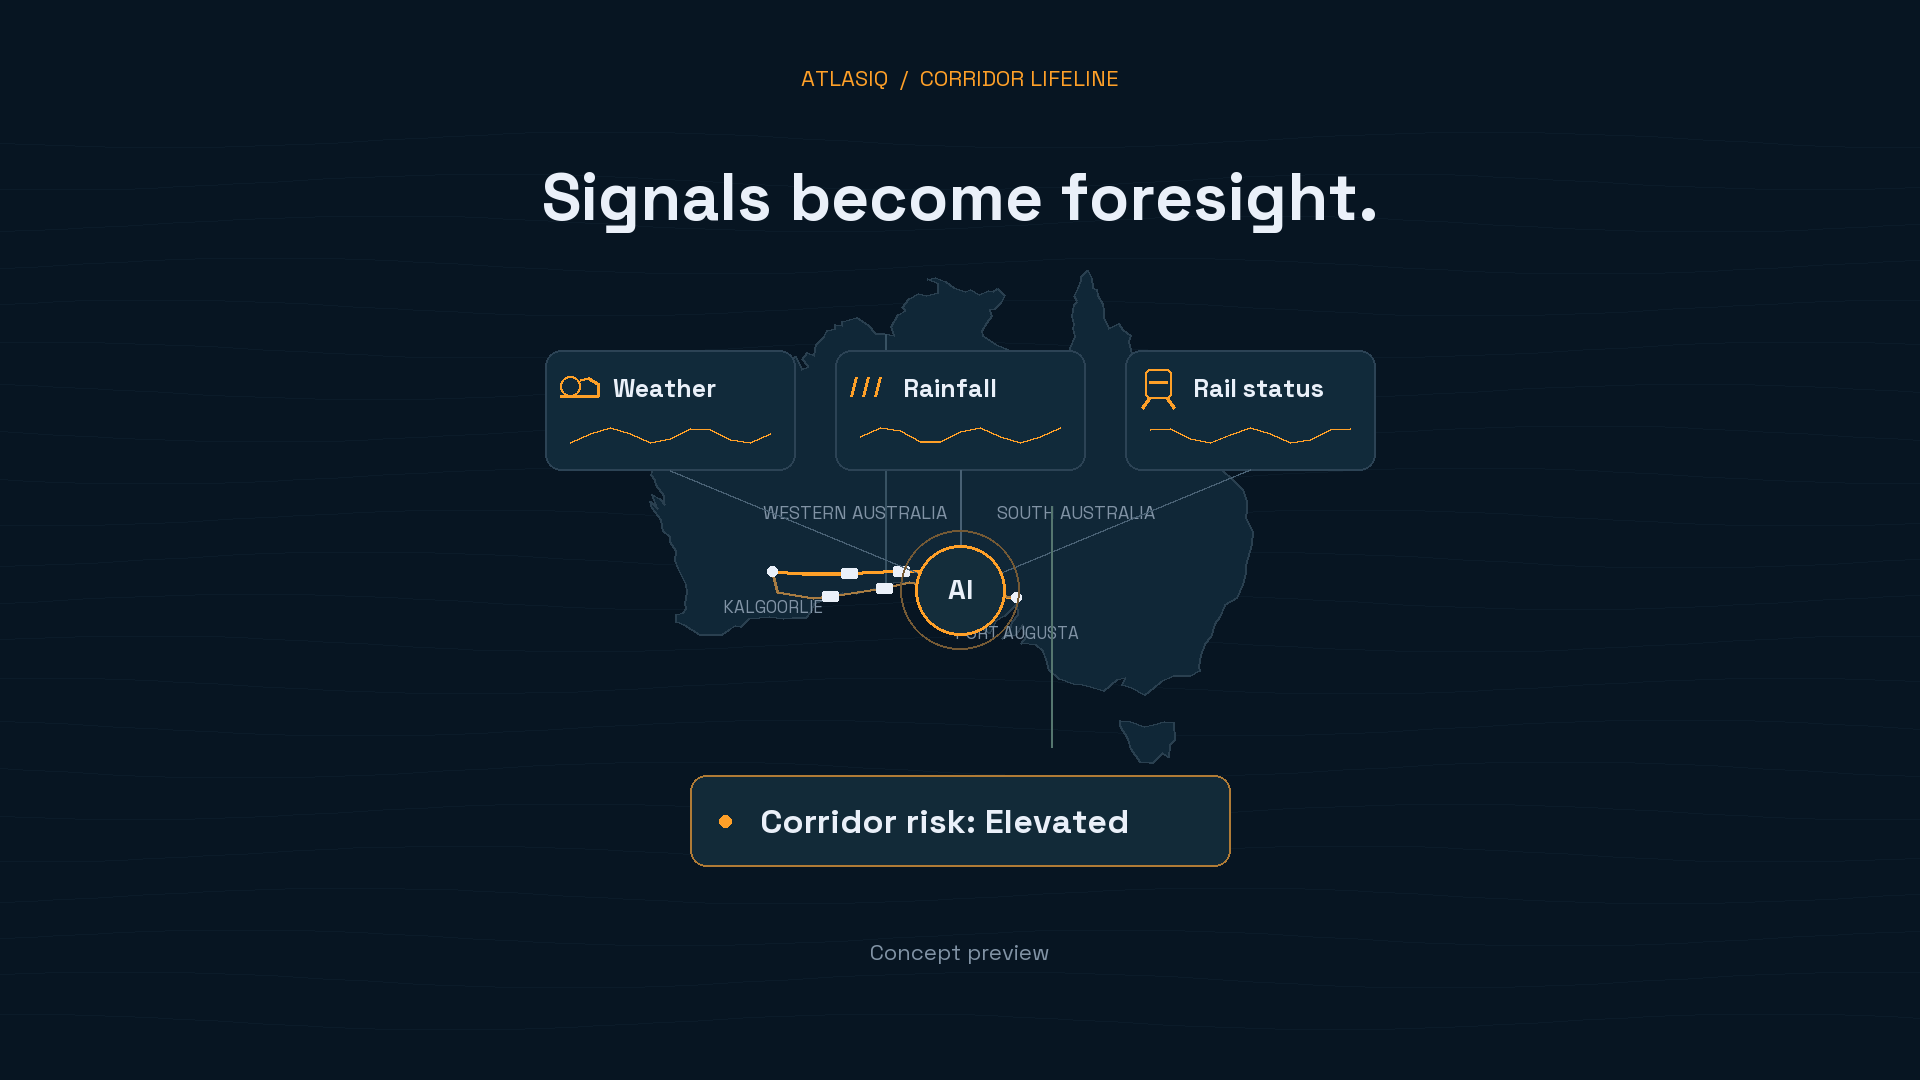 ATLASIQ / CORRIDOR LIFELINE
Signals become foresight.
Weather
Rainfall
Rail status
WESTERN AUSTRALIA
SOUTH AUSTRALIA
AI
KALGOORLIE
PORT AUGUSTA
Corridor risk: Elevated
Concept preview